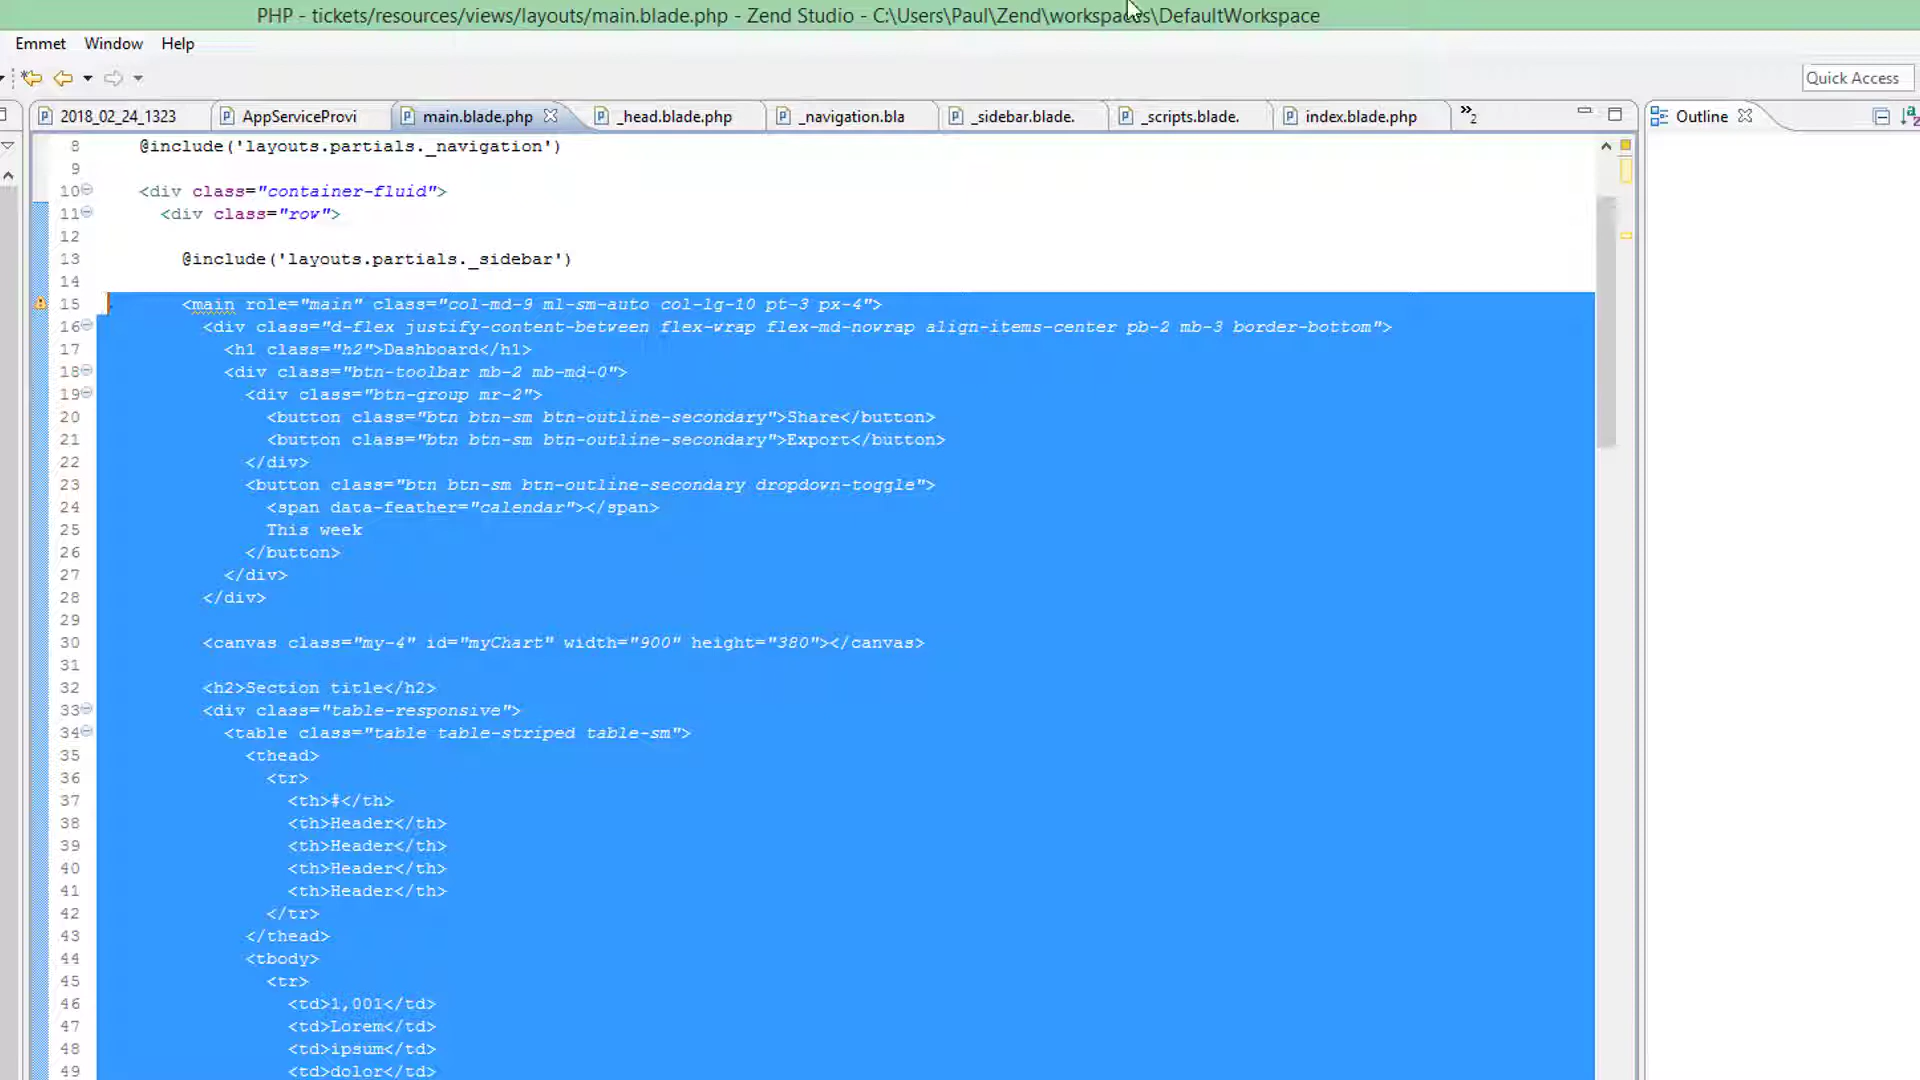 PHP - tickets/resources/views/layouts/main.blade.php - Zend Studio - C:\Users\Paul\Zend\workspaces\DefaultWorkspace
Emmet Window Help
Quick Access
2018_02_24_1323 AppServiceProvi main.blade.php _head.blade.php _navigation.bla _sidebar.blade. _scripts.blade. index.blade.php »2 Outline
8 @include('layouts.partials._navigation')
9
10 <div class="container-fluid">
11 <div class="row">
12
13 @include('layouts.partials._sidebar')
14
15 <main role="main" class="col-md-9 ml-sm-auto col-lg-10 pt-3 px-4">
16 <div class="d-flex justify-content-between flex-wrap flex-md-nowrap align-items-center pb-2 mb-3 border-bottom">
17 <h1 class="h2">Dashboard</h1>
18 <div class="btn-toolbar mb-2 mb-md-0">
19 <div class="btn-group mr-2">
20 <button class="btn btn-sm btn-outline-secondary">Share</button>
21 <button class="btn btn-sm btn-outline-secondary">Export</button>
22 </div>
23 <button class="btn btn-sm btn-outline-secondary dropdown-toggle">
24 <span data-feather="calendar"></span>
25 This week
26 </button>
27 </div>
28 </div>
29
30 <canvas class="my-4" id="myChart" width="900" height="380"></canvas>
31
32 <h2>Section title</h2>
33 <div class="table-responsive">
34 <table class="table table-striped table-sm">
35 <thead>
36 <tr>
37 <th>#</th>
38 <th>Header</th>
39 <th>Header</th>
40 <th>Header</th>
41 <th>Header</th>
42 </tr>
43 </thead>
44 <tbody>
45 <tr>
46 <td>1,001</td>
47 <td>Lorem</td>
48 <td>ipsum</td>
49 <td>dolor</td>